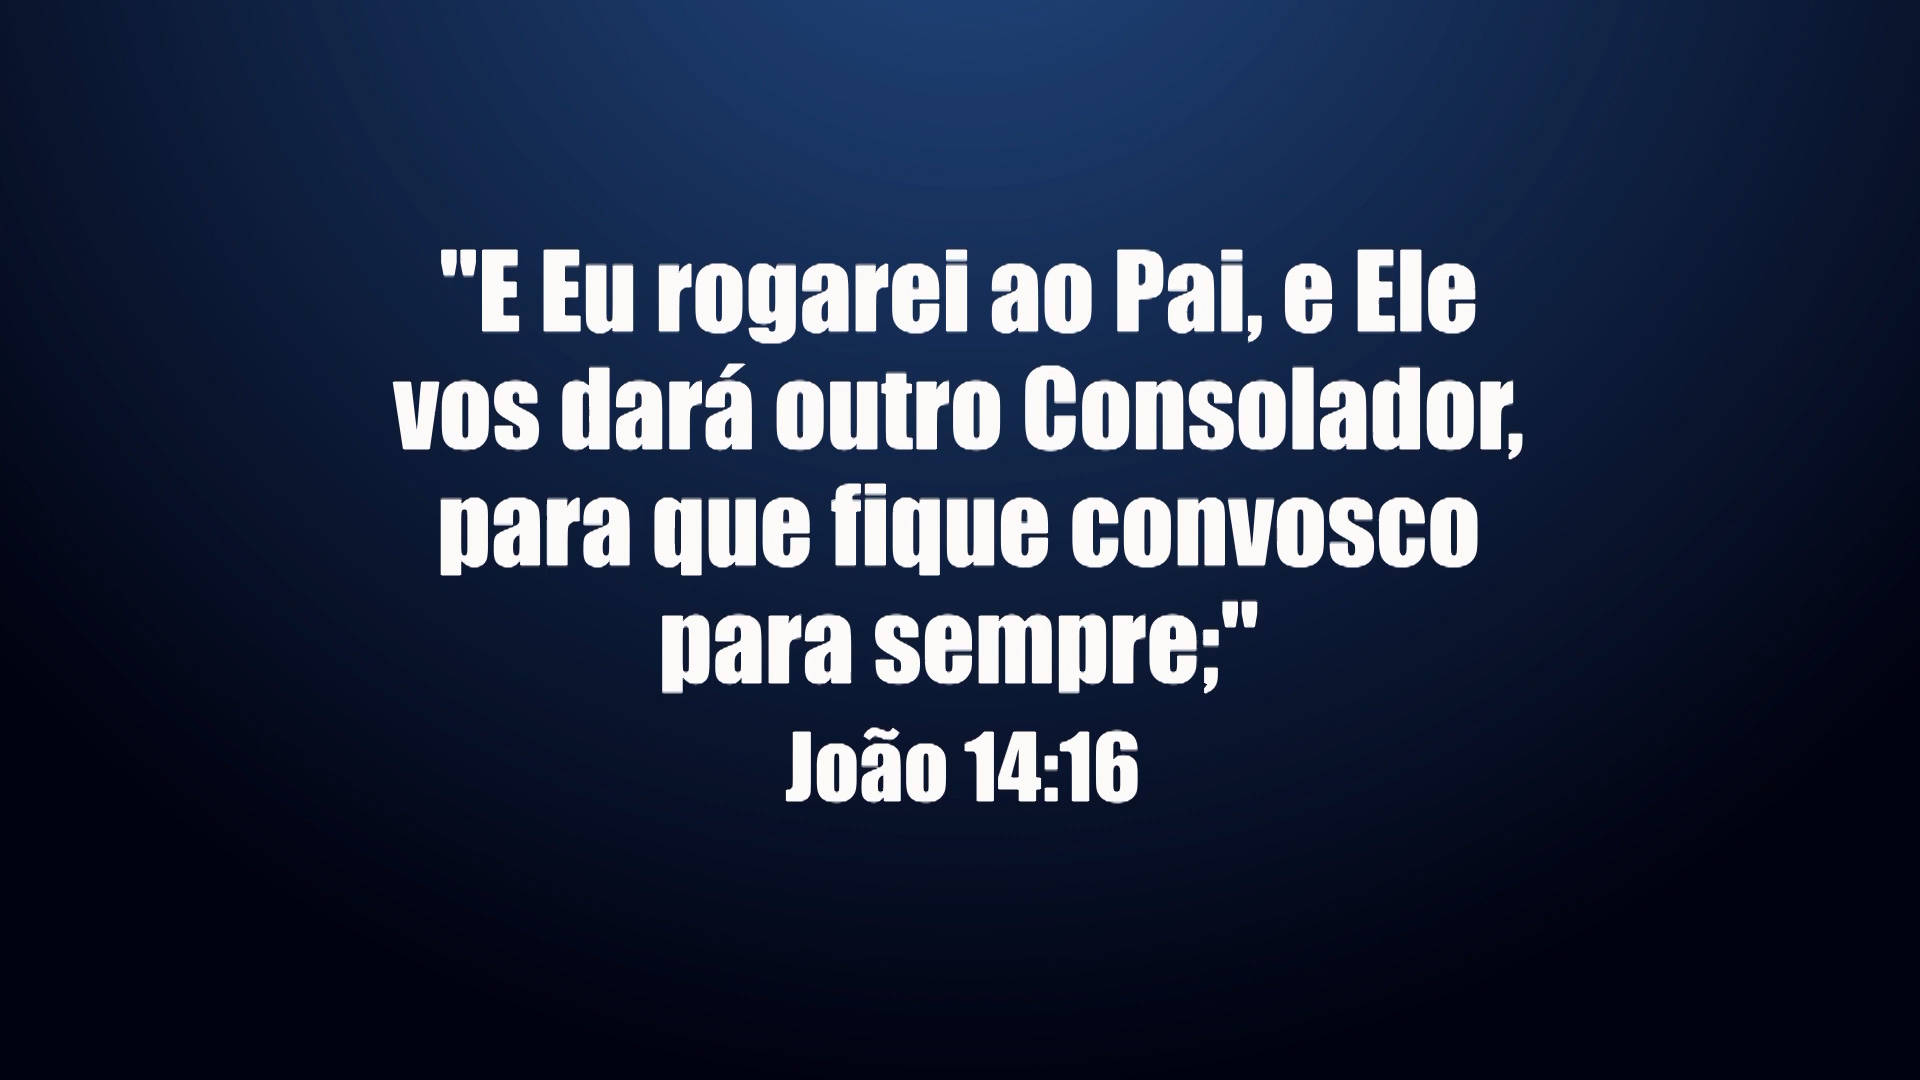 "E Eu rogarei ao Pai, e Ele
vos dará outro Consolador,
para que fique convosco
para sempre;"
João 14:16